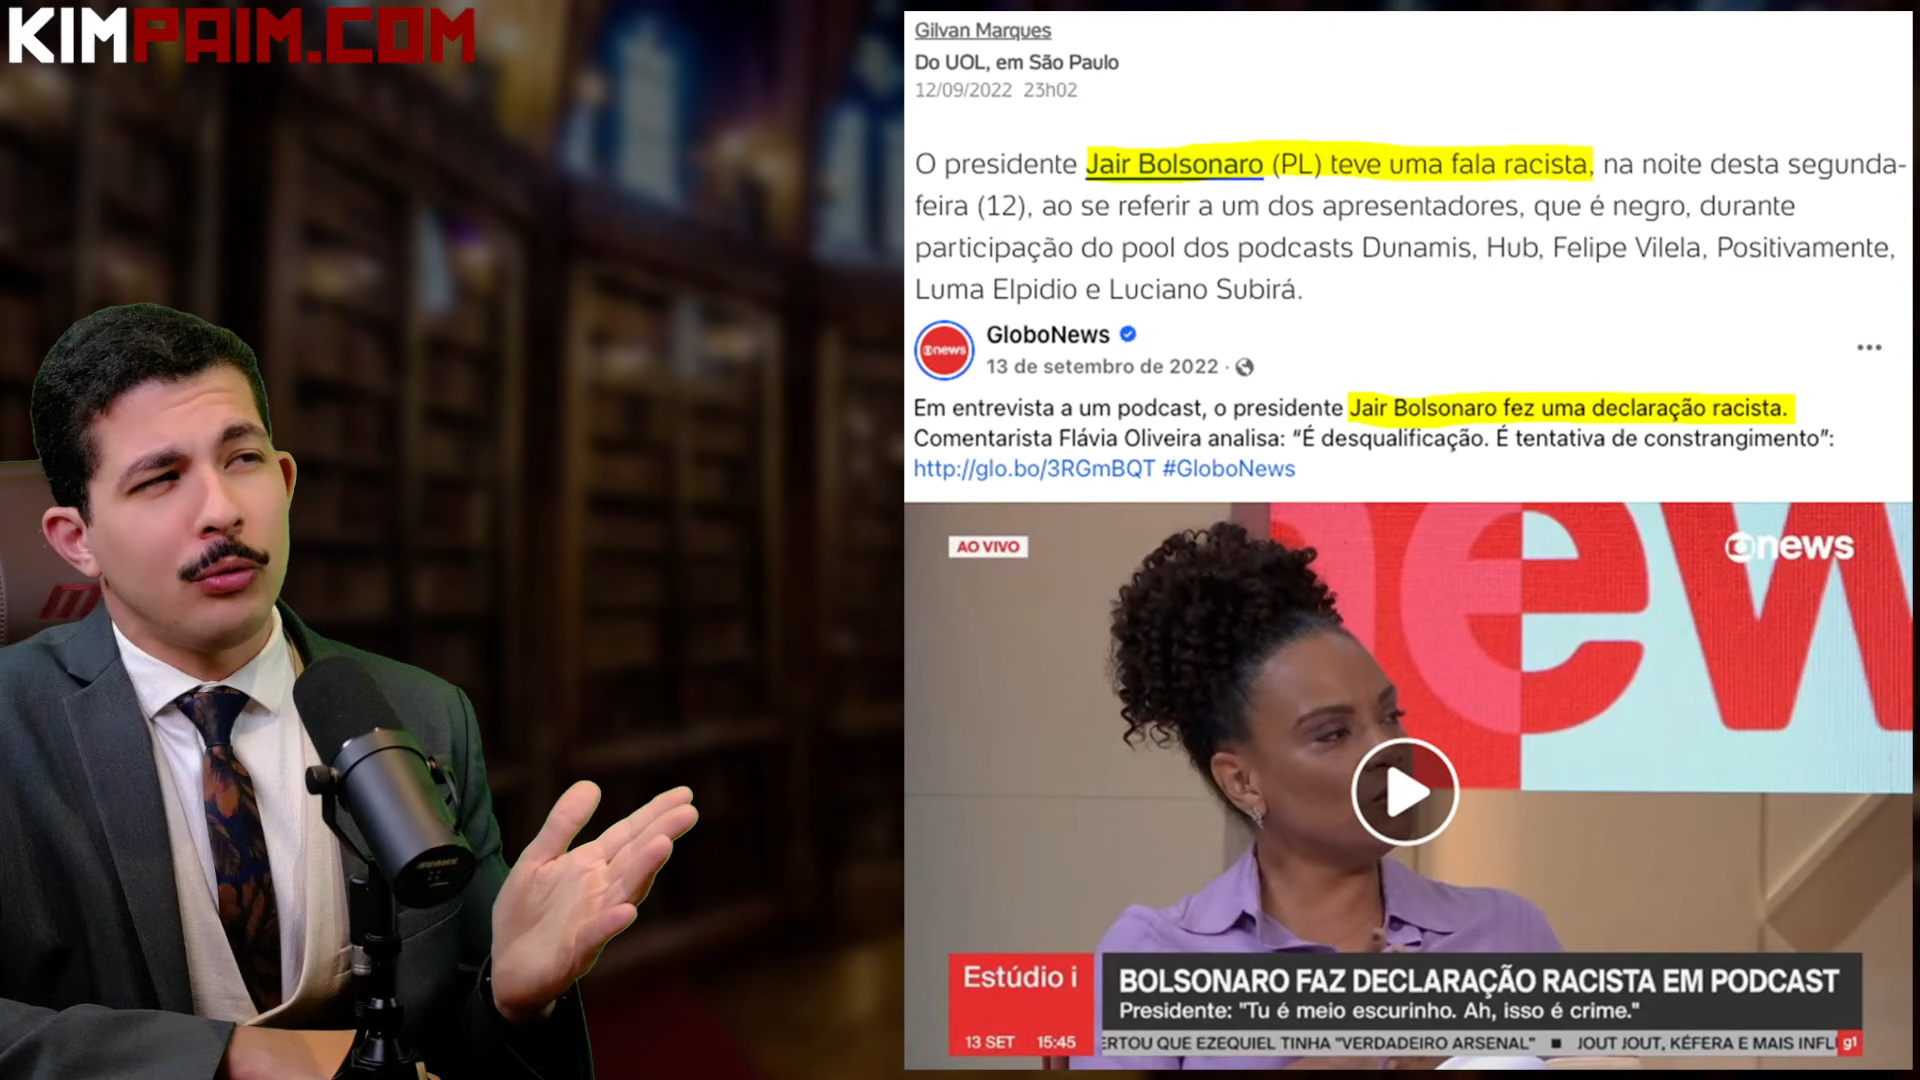 KIMPAIM.COM
Gilvan Marques
Do UOL, em São Paulo
12/09/2022 23h02
O presidente Jair Bolsonaro (PL) teve uma fala racista, na noite desta segunda-
feira (12), ao se referir a um dos apresentadores, que é negro, durante
participação do pool dos podcasts Dunamis, Hub, Felipe Vilela, Positivamente,
Luma Elpidio e Luciano Subirá.
GloboNews
news
13 de setembro de 2022 ·
Em entrevista a um podcast, o presidente Jair Bolsonaro fez uma declaração racista.
Comentarista Flávia Oliveira analisa: “É desqualificação. É tentativa de constrangimento”:
http://glo.bo/3RGmBQT #GloboNews
AO VIVO
news
ew
Estúdio i
BOLSONARO FAZ DECLARAÇÃO RACISTA EM PODCAST
Presidente: "Tu é meio escurinho. Ah, isso é crime."
13 SET 15:45
ERTOU QUE EZEQUIEL TINHA "VERDADEIRO ARSENAL" ■ JOUT JOUT, KÉFERA E MAIS INFL
g1
SHURE